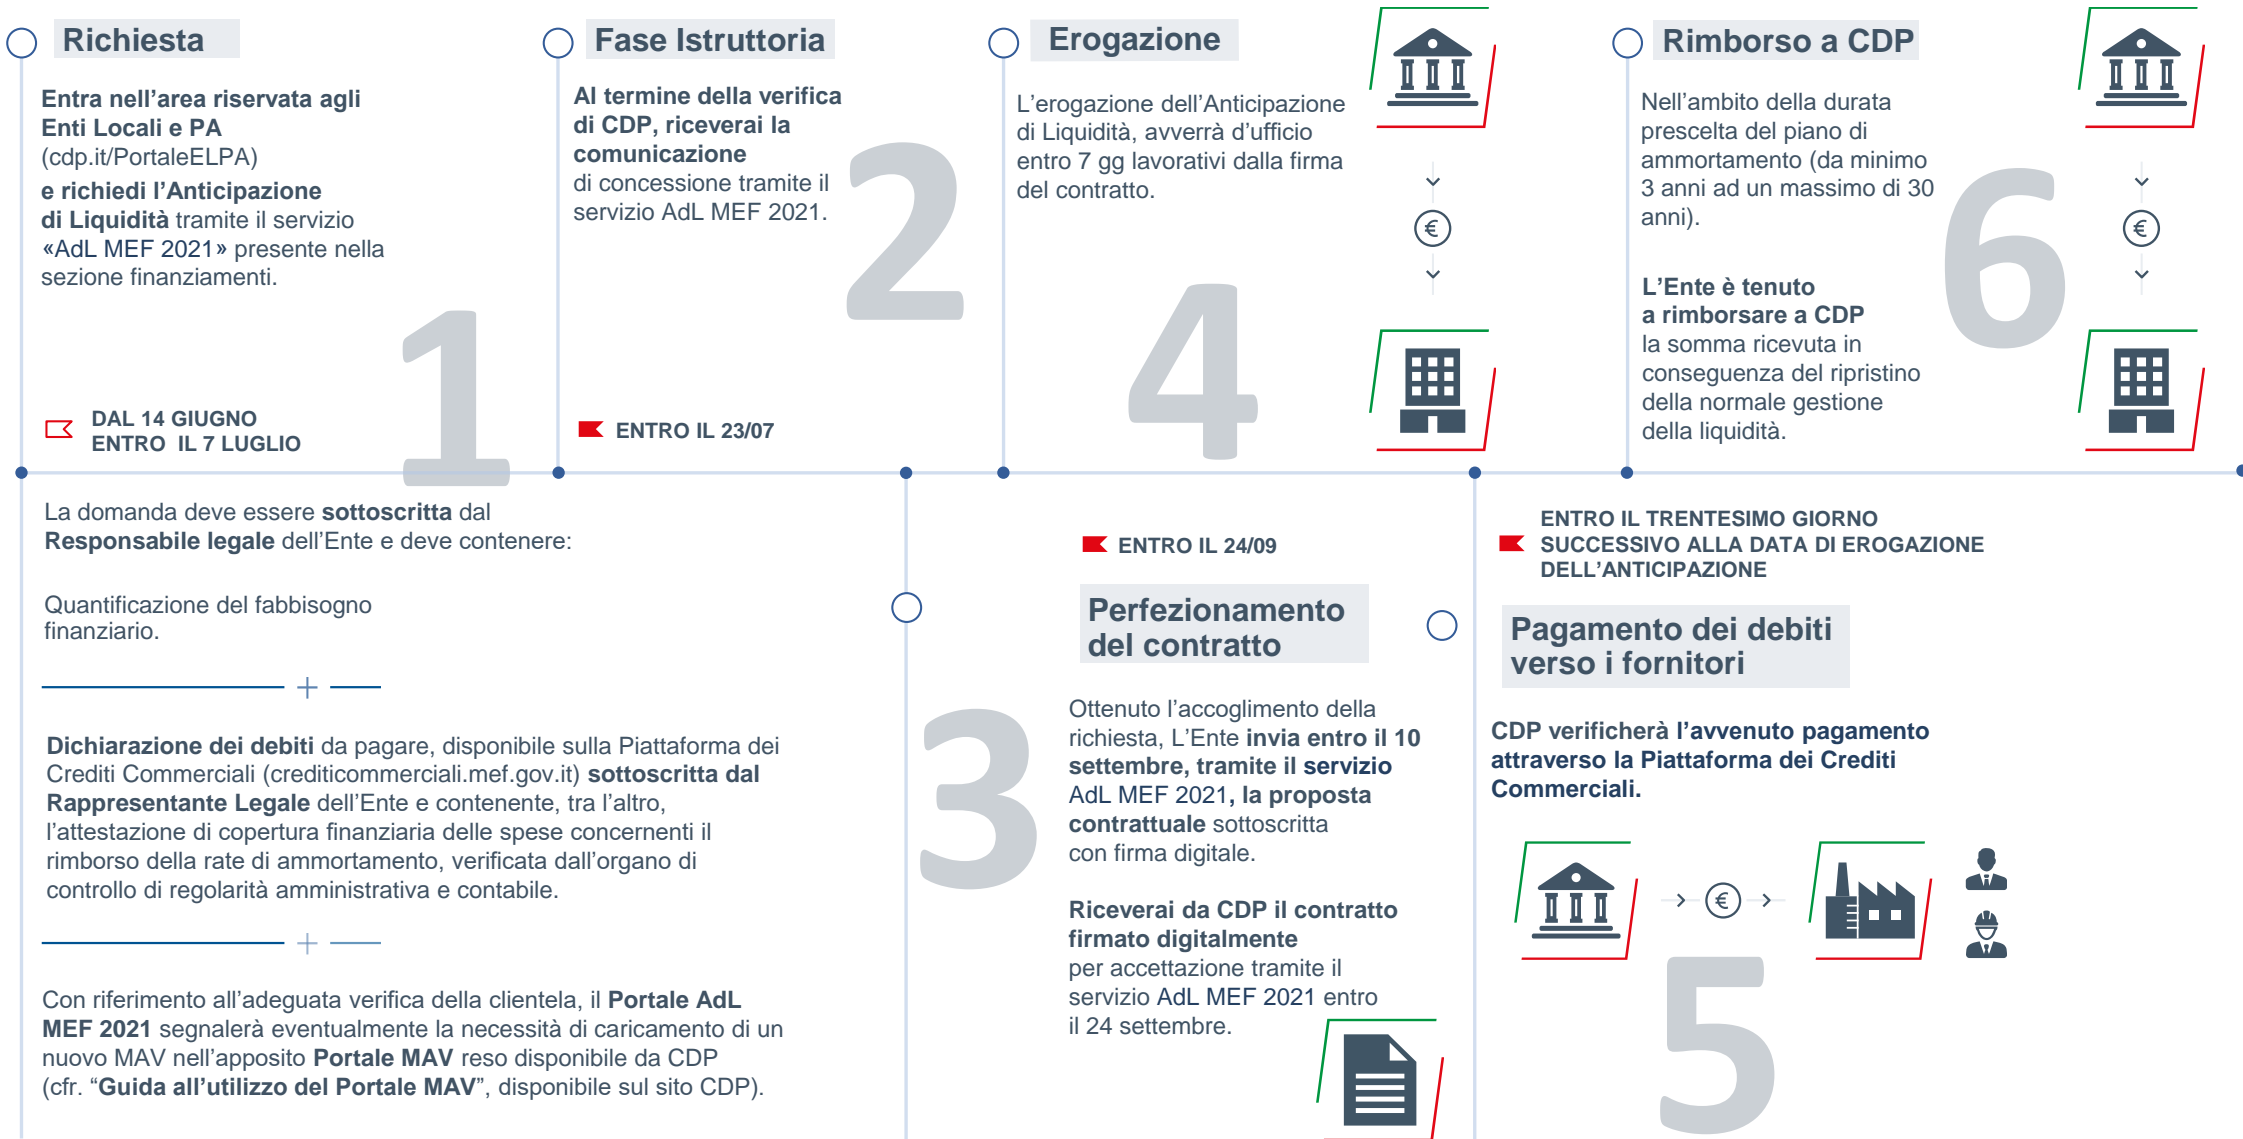 Richiesta
Entra nell’area riservata agli
Enti Locali e PA
(cdp.it/PortaleELPA)
e richiedi l’Anticipazione
di Liquidità tramite il servizio
«AdL MEF 2021» presente nella
sezione finanziamenti.
DAL 14 GIUGNO
ENTRO IL 7 LUGLIO
1
La domanda deve essere sottoscritta dal
Responsabile legale dell’Ente e deve contenere:
Quantificazione del fabbisogno
finanziario.
Dichiarazione dei debiti da pagare, disponibile sulla Piattaforma dei
Crediti Commerciali (crediticommerciali.mef.gov.it) sottoscritta dal
Rappresentante Legale dell’Ente e contenente, tra l’altro,
l’attestazione di copertura finanziaria delle spese concernenti il
rimborso della rate di ammortamento, verificata dall’organo di
controllo di regolarità amministrativa e contabile.
Con riferimento all’adeguata verifica della clientela, il Portale AdL
MEF 2021 segnalerà eventualmente la necessità di caricamento di un
nuovo MAV nell’apposito Portale MAV reso disponibile da CDP
(cfr. “Guida all’utilizzo del Portale MAV”, disponibile sul sito CDP).
Fase Istruttoria
Al termine della verifica
di CDP, riceverai la
comunicazione
di concessione tramite il
servizio AdL MEF 2021.
2
ENTRO IL 23/07
3
ENTRO IL 24/09
Perfezionamento
del contratto
Ottenuto l’accoglimento della
richiesta, L’Ente invia entro il 10
settembre, tramite il servizio
AdL MEF 2021, la proposta
contrattuale sottoscritta
con firma digitale.
Riceverai da CDP il contratto
firmato digitalmente
per accettazione tramite il
servizio AdL MEF 2021 entro
il 24 settembre.
Erogazione
L’erogazione dell’Anticipazione
di Liquidità, avverrà d’ufficio
entro 7 gg lavorativi dalla firma
del contratto.
€
4
ENTRO IL TRENTESIMO GIORNO
SUCCESSIVO ALLA DATA DI EROGAZIONE
DELL’ANTICIPAZIONE
Pagamento dei debiti
verso i fornitori
CDP verificherà l’avvenuto pagamento
attraverso la Piattaforma dei Crediti
Commerciali.
€
5
Rimborso a CDP
Nell’ambito della durata
prescelta del piano di
ammortamento (da minimo
3 anni ad un massimo di 30
anni).
L’Ente è tenuto
a rimborsare a CDP
la somma ricevuta in
conseguenza del ripristino
della normale gestione
della liquidità.
6
€